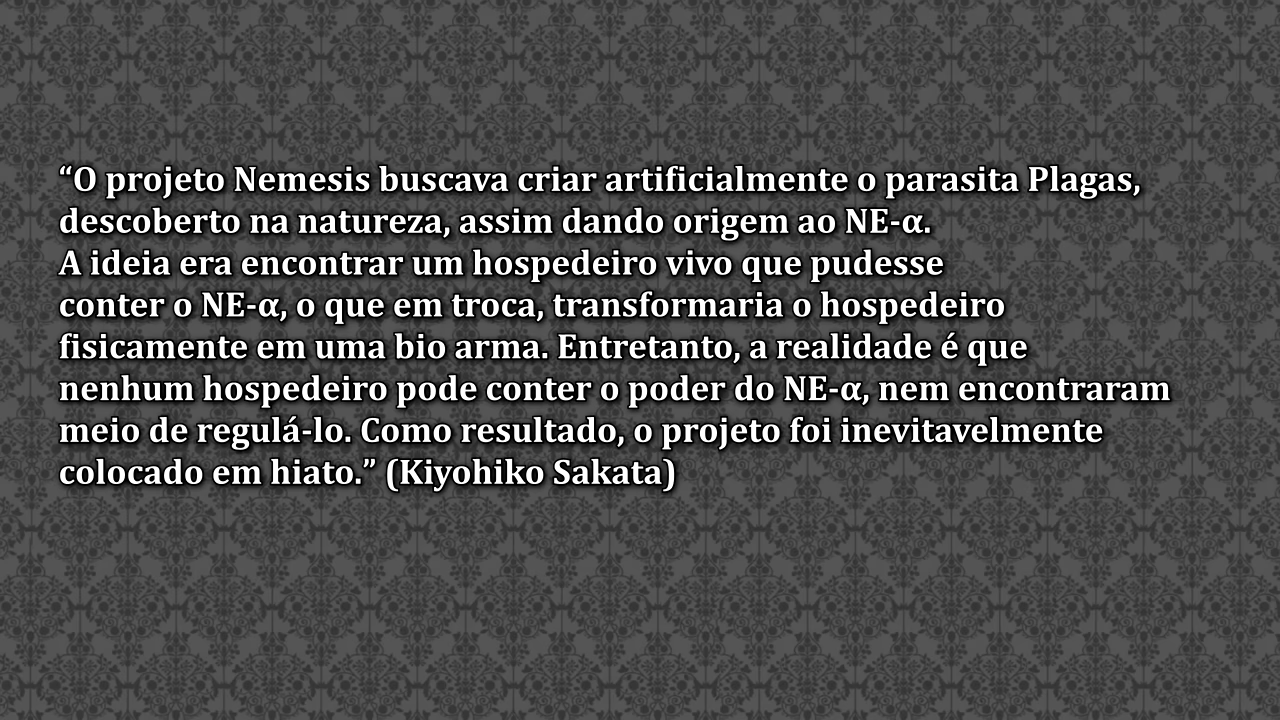 “O projeto Nemesis buscava criar artificialmente o parasita Plagas,
descoberto na natureza, assim dando origem ao NE-α.
A ideia era encontrar um hospedeiro vivo que pudesse
conter o NE-α, o que em troca, transformaria o hospedeiro
fisicamente em uma bio arma. Entretanto, a realidade é que
nenhum hospedeiro pode conter o poder do NE-α, nem encontraram
meio de regulá-lo. Como resultado, o projeto foi inevitavelmente
colocado em hiato.” (Kiyohiko Sakata)